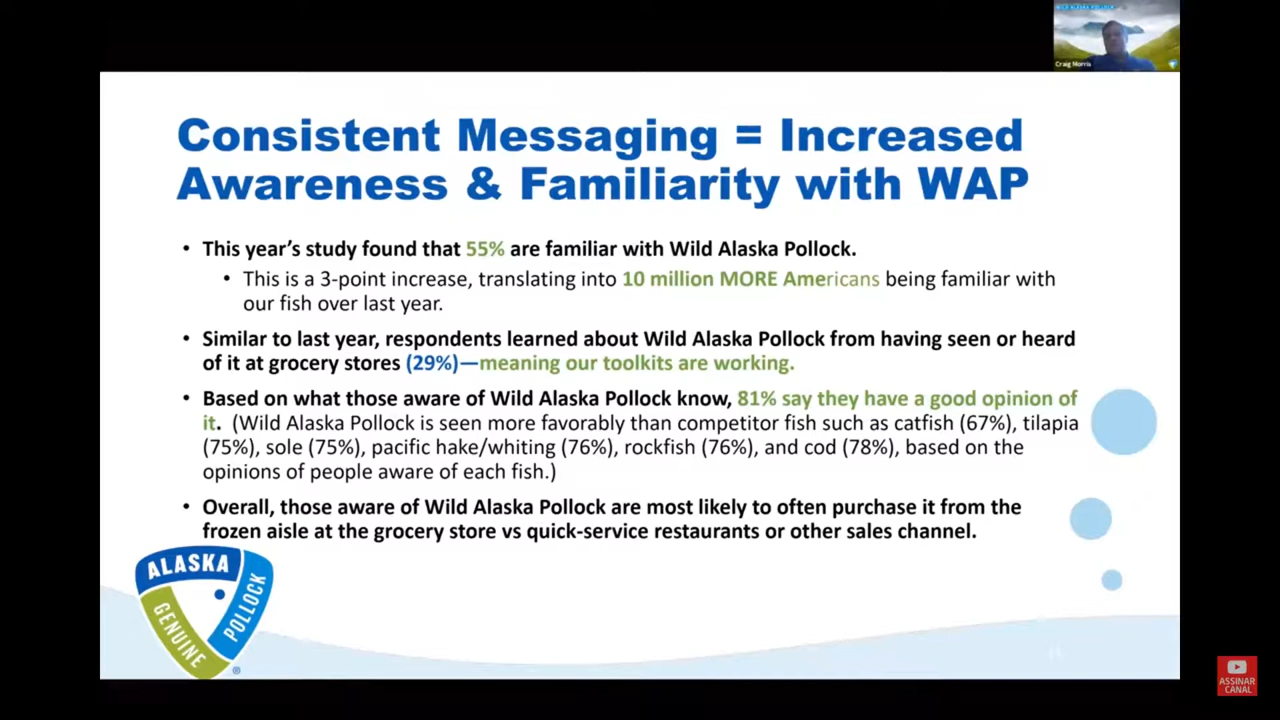 WILD ALASKA POLLOCK
Craig Morris
Consistent Messaging = Increased
Awareness & Familiarity with WAP
• This year's study found that 55% are familiar with Wild Alaska Pollock.
• This is a 3-point increase, translating into 10 million MORE Americans being familiar with
our fish over last year.
• Similar to last year, respondents learned about Wild Alaska Pollock from having seen or heard
of it at grocery stores (29%)—meaning our toolkits are working.
• Based on what those aware of Wild Alaska Pollock know, 81% say they have a good opinion of
it. (Wild Alaska Pollock is seen more favorably than competitor fish such as catfish (67%), tilapia
(75%), sole (75%), pacific hake/whiting (76%), rockfish (76%), and cod (78%), based on the
opinions of people aware of each fish.)
• Overall, those aware of Wild Alaska Pollock are most likely to often purchase it from the
frozen aisle at the grocery store vs quick-service restaurants or other sales channel.
ALASKA
POLLOCK
GENUINE
®
ASSINAR
CANAL